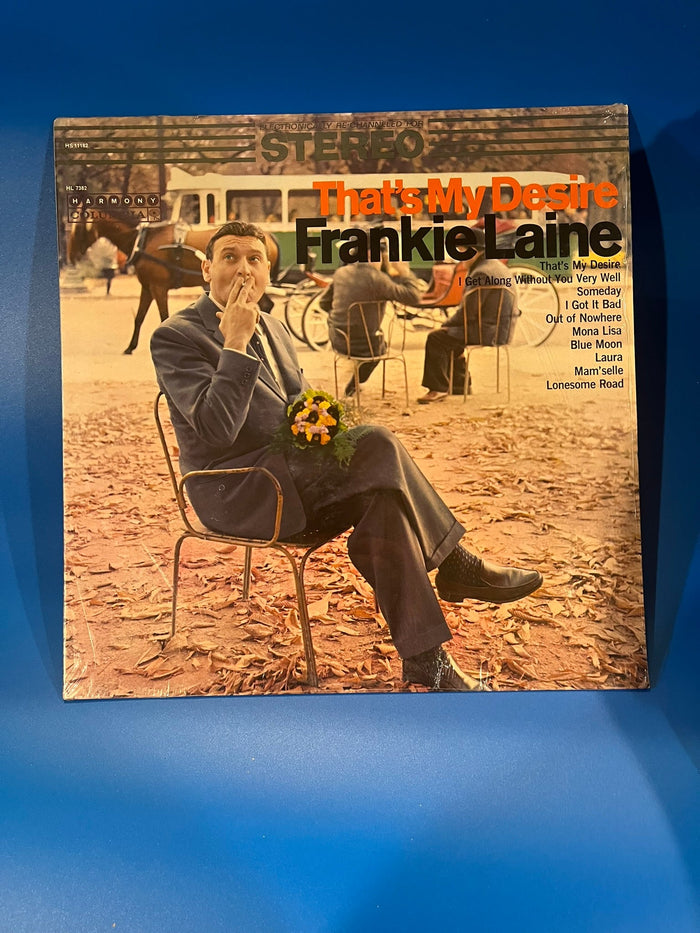 ELECTRONICALLY RE-CHANNELED FOR
STEREO
HS 11182
HL 7382
HARMONY
COLUMBIA
That's My Desire
Frankie Laine
That's My Desire
I Get Along Without You Very Well
Someday
I Got It Bad
Out of Nowhere
Mona Lisa
Blue Moon
Laura
Mam'selle
Lonesome Road